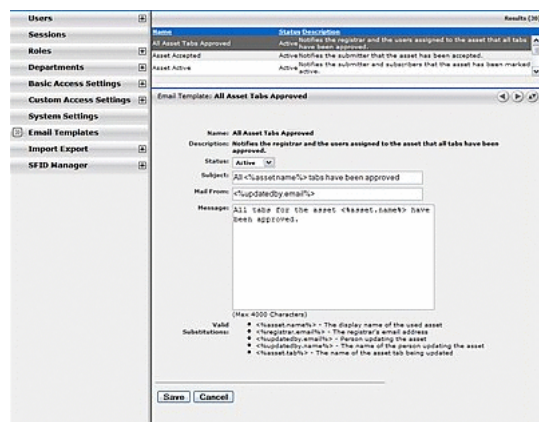 Users
Sessions
Roles
Departments
Basic Access Settings
Custom Access Settings
System Settings
Email Templates
Import Export
SFID Manager
Results (39)
Name Status Description
All Asset Tabs Approved Active Notifies the registrar and the users assigned to the asset that all tabs
have been approved.
Asset Accepted Active Notifies the submitter that the asset has been accepted.
Asset Active Active Notifies the submitter and subscribers that the asset has been marked
active.
Email Template: All Asset Tabs Approved
Name: All Asset Tabs Approved
Description: Notifies the registrar and the users assigned to the asset that all tabs have been
approved.
Status: Active
Subject: All <%assetname%> tabs have been approved
Mail From: <%updatedby.email%>
Message: All tabs for the asset <%asset.name%> have
been approved.
(Max 4000 Characters)
Valid
Substitutions:
<%asset.name%> - The display name of the used asset
<%registrar.email%> - The registrar's email address
<%updatedby.email%> - Person updating the asset
<%updatedby.name%> - The name of the person updating the asset
<%asset.tab%> - The name of the asset tab being updated
Save Cancel